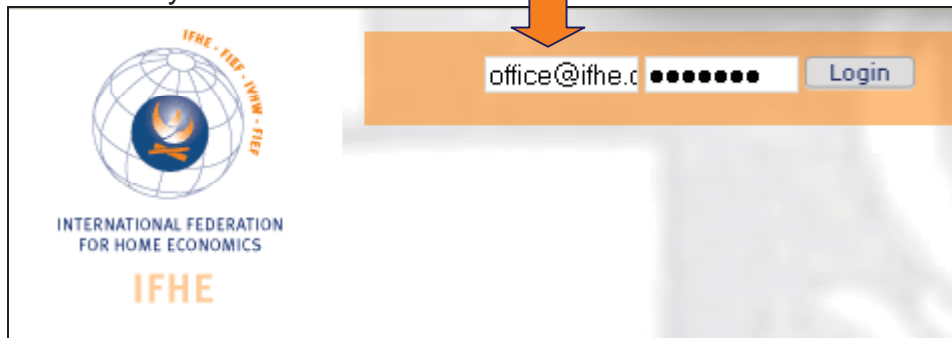 y
office@ifhe.c ●●●●●●● Login
IFHE - FIEF - IVHW - FIEF
INTERNATIONAL FEDERATION
FOR HOME ECONOMICS
IFHE